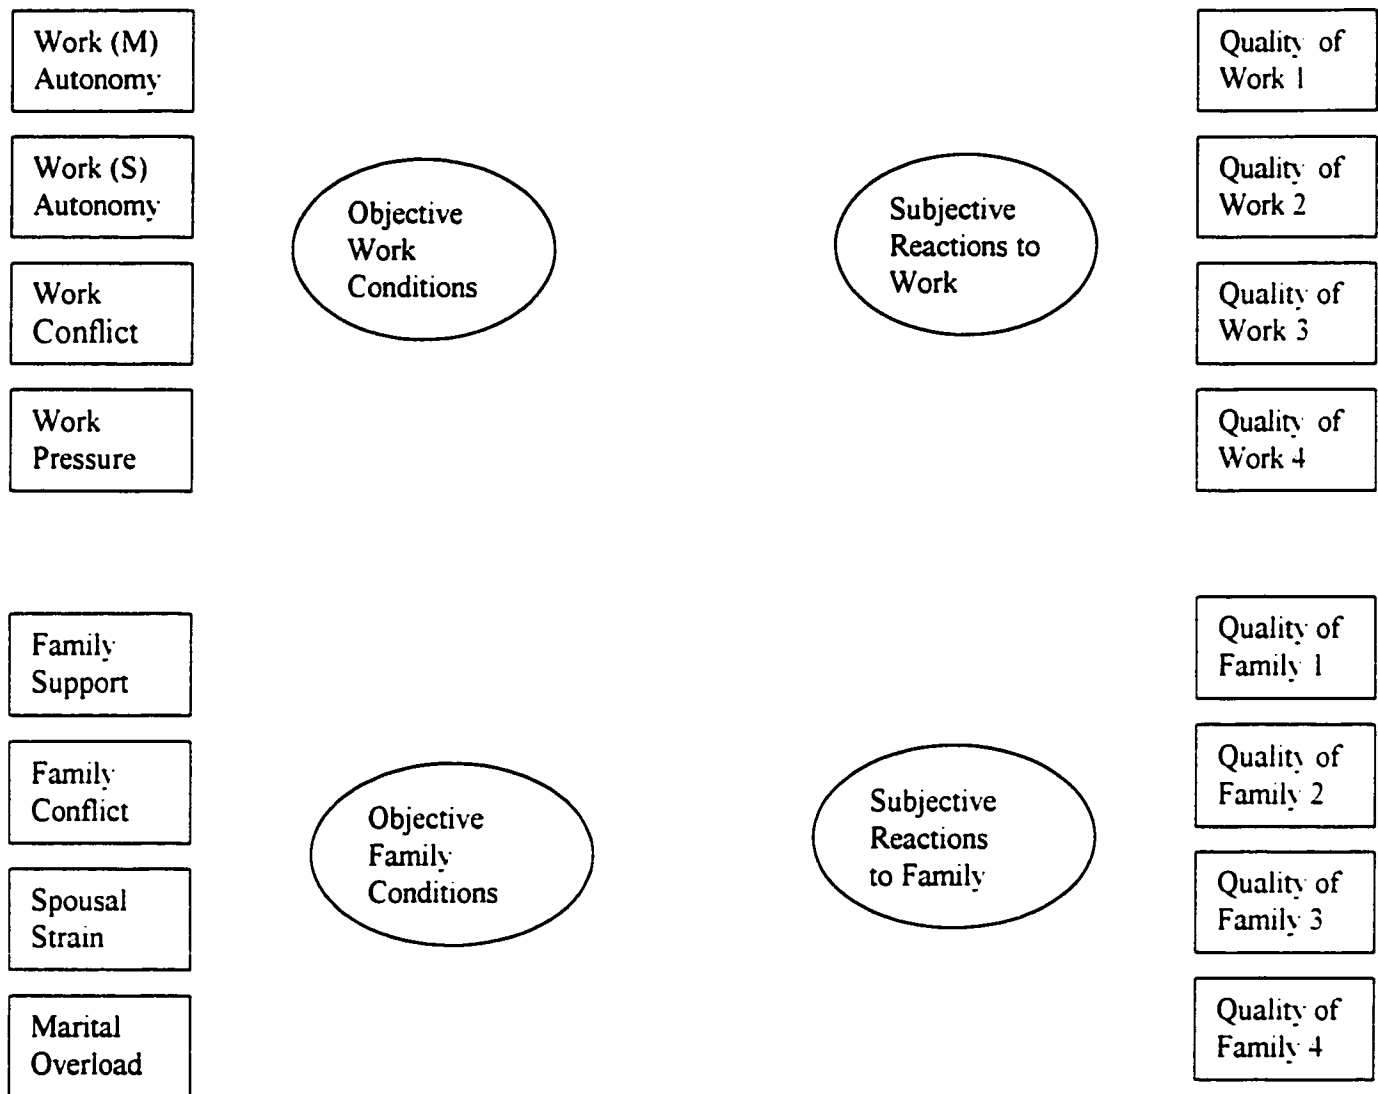 Work (M)
Autonomy
Work (S)
Autonomy
Work
Conflict
Work
Pressure
Objective
Work
Conditions
Subjective
Reactions to
Work
Quality of
Work 1
Quality of
Work 2
Quality of
Work 3
Quality of
Work 4
Family
Support
Family
Conflict
Spousal
Strain
Marital
Overload
Objective
Family
Conditions
Subjective
Reactions
to Family
Quality of
Family 1
Quality of
Family 2
Quality of
Family 3
Quality of
Family 4